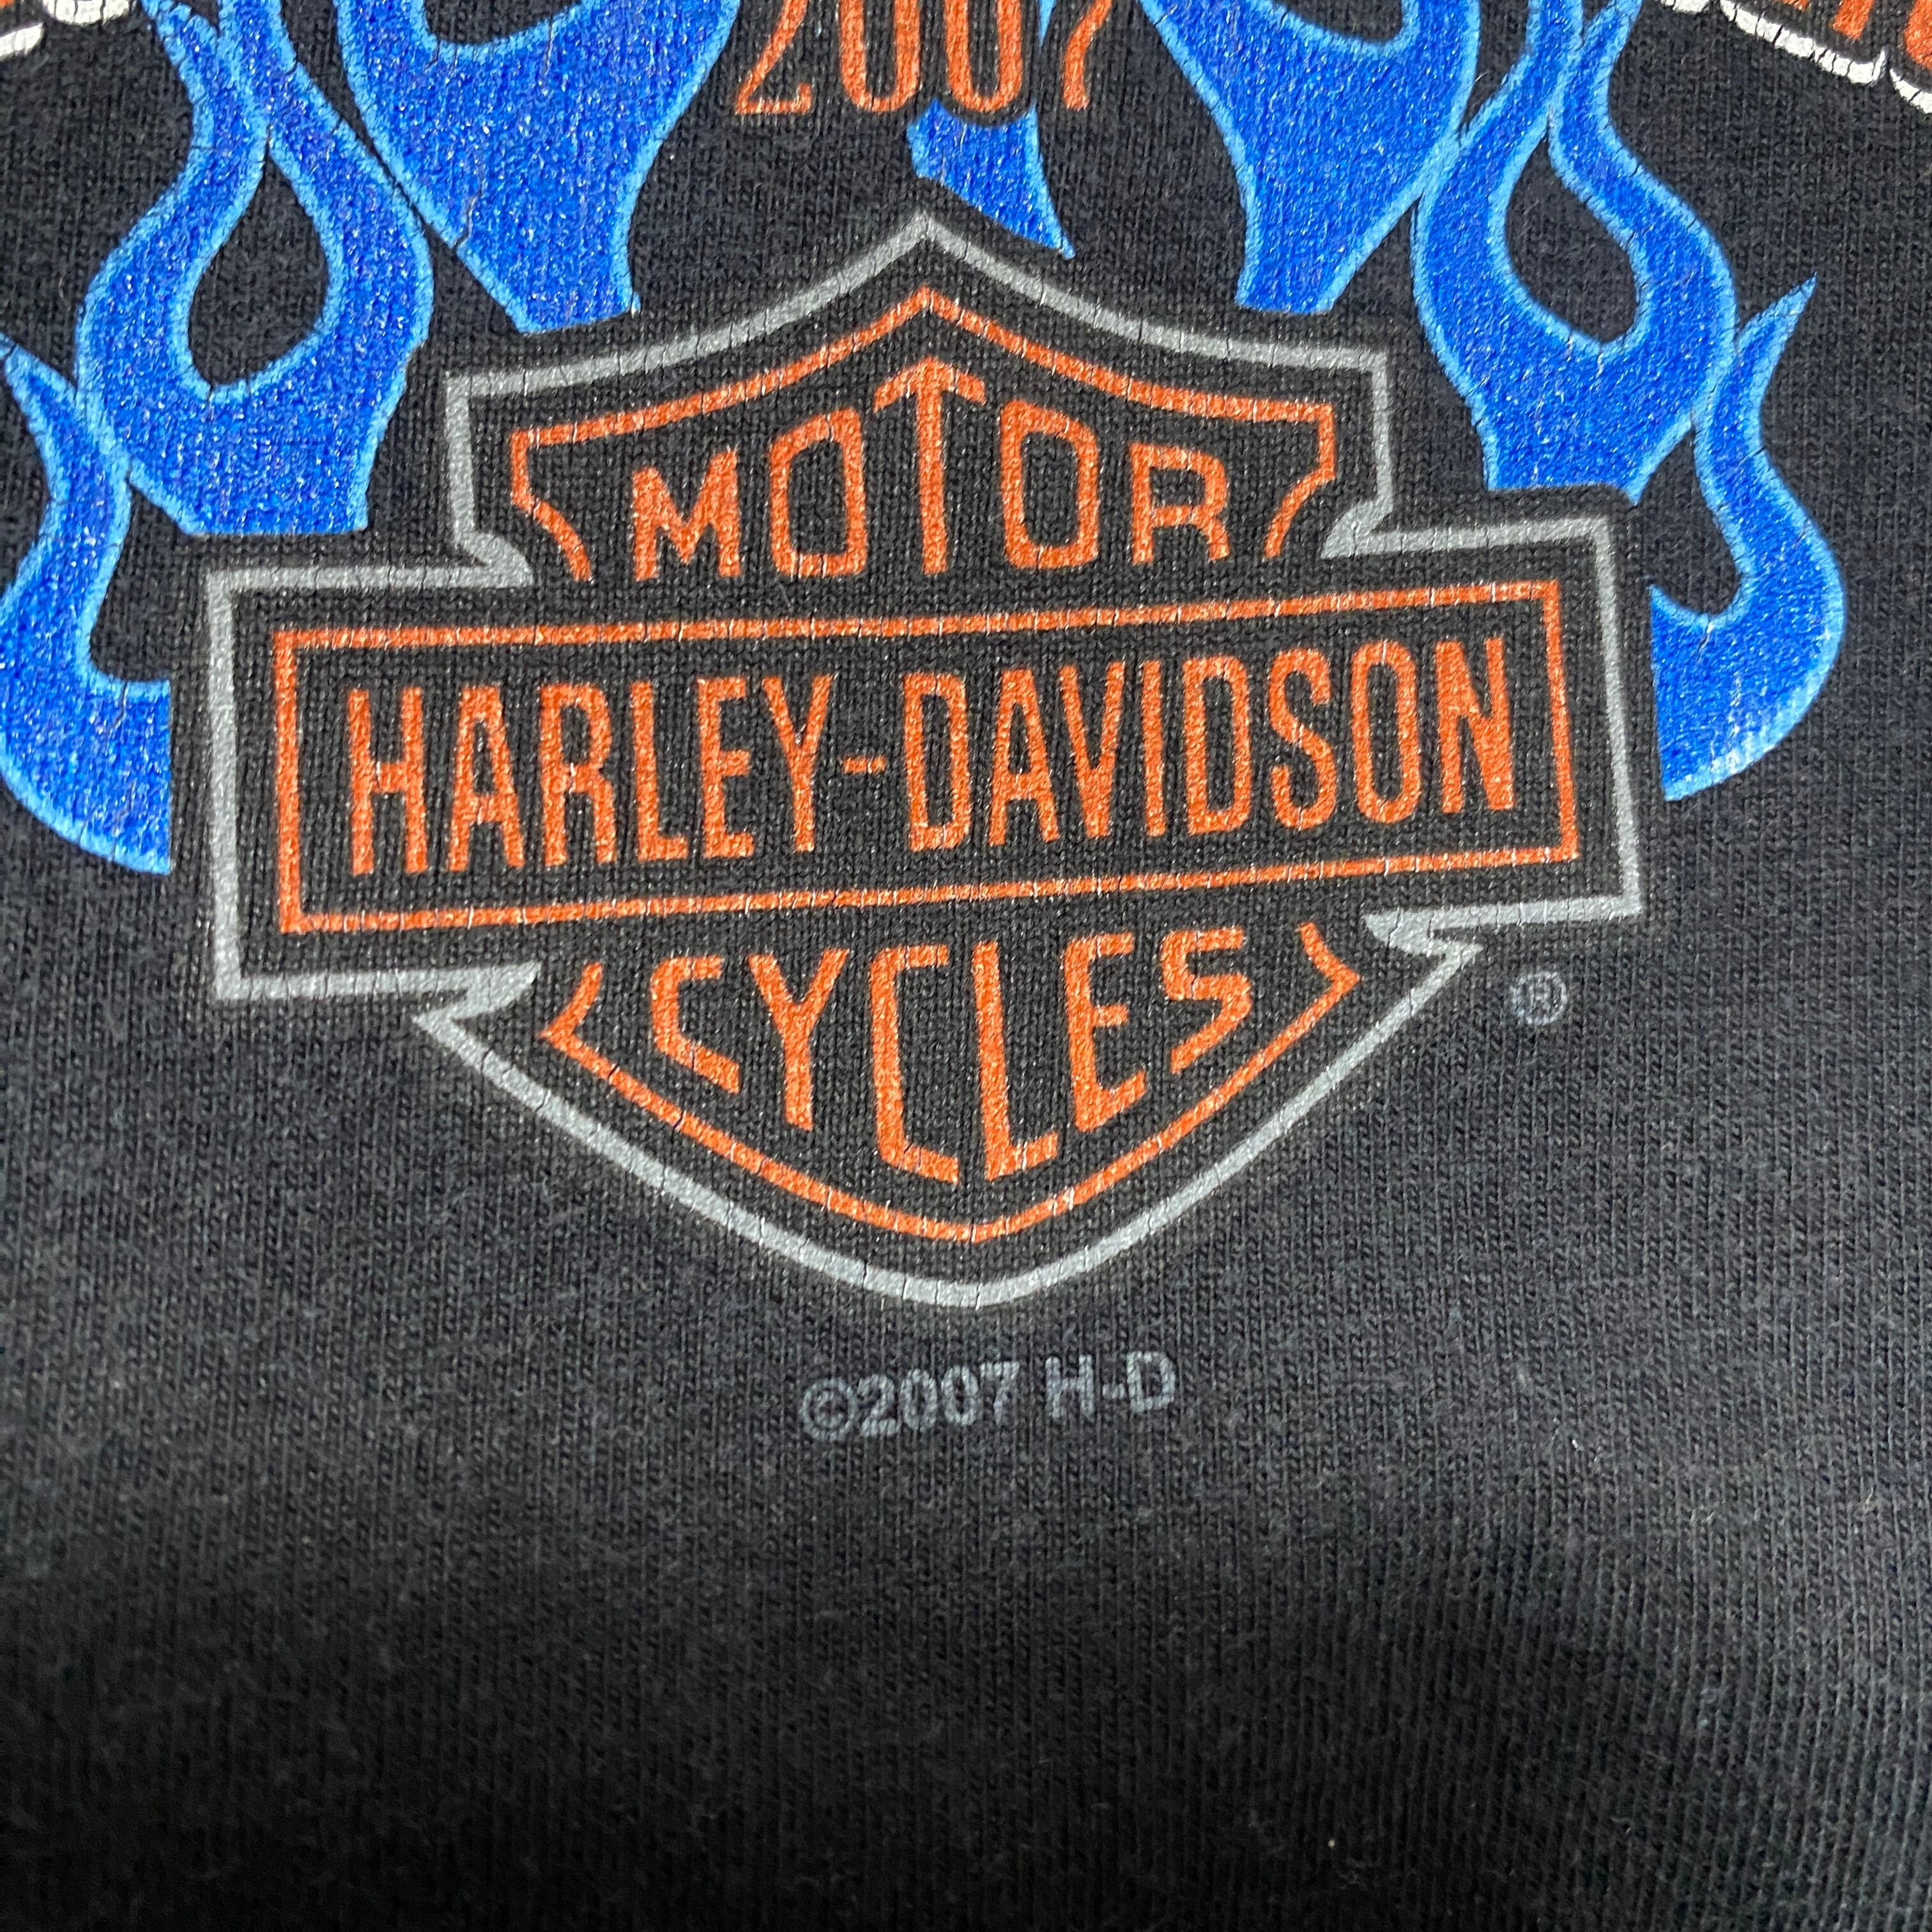 2007
MOTOR
HARLEY-DAVIDSON
CYCLES
®
©2007 H-D